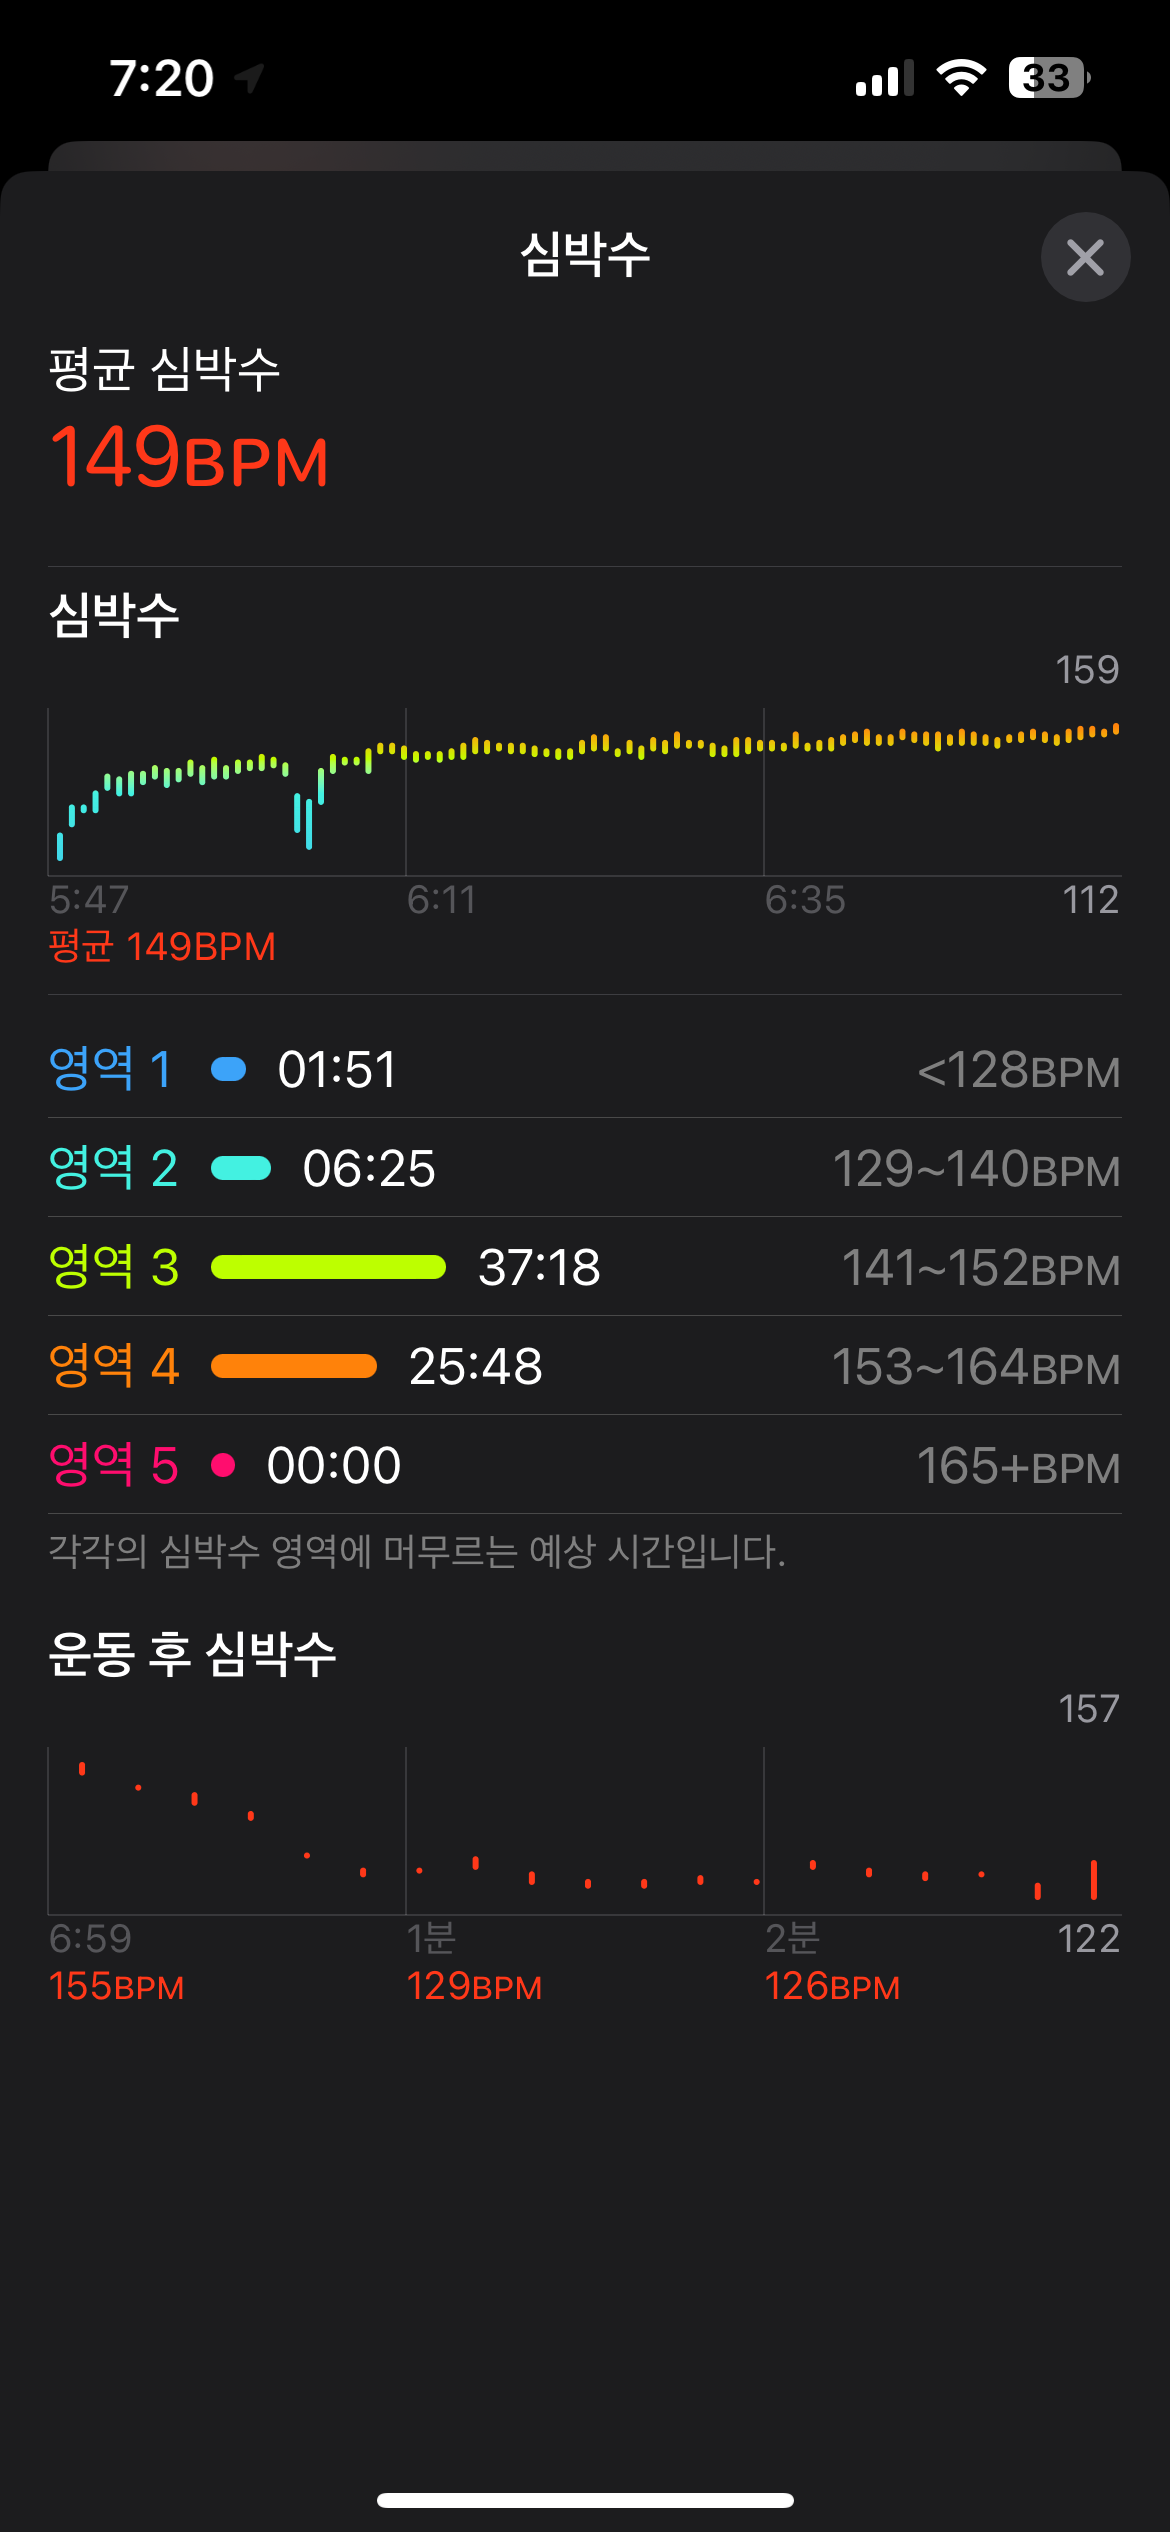 7:20
33
심박수
평균 심박수
149BPM
심박수
159
5:47 6:11 6:35 112
평균 149BPM
영역 1 01:51 <128BPM
영역 2 06:25 129~140BPM
영역 3 37:18 141~152BPM
영역 4 25:48 153~164BPM
영역 5 00:00 165+BPM
각각의 심박수 영역에 머무르는 예상 시간입니다.
운동 후 심박수
157
6:59 1분 2분 122
155BPM 129BPM 126BPM